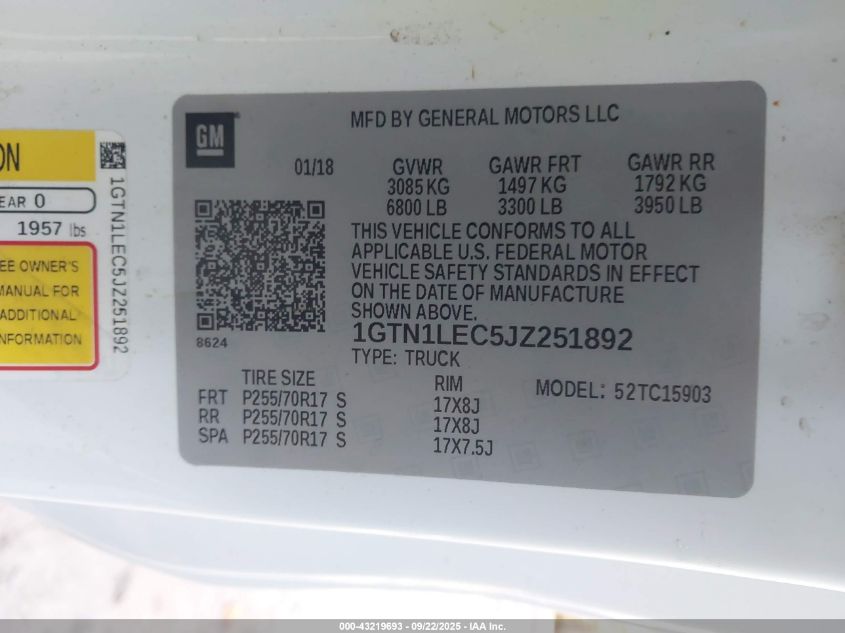 ON
EAR 0
1957 lbs
EE OWNER'S
MANUAL FOR
ADDITIONAL
NFORMATION
1GTN1LEC5JZ251892
GM
MFD BY GENERAL MOTORS LLC
01/18
GVWR GAWR FRT GAWR RR
3085 KG 1497 KG 1792 KG
6800 LB 3300 LB 3950 LB
THIS VEHICLE CONFORMS TO ALL
APPLICABLE U.S. FEDERAL MOTOR
VEHICLE SAFETY STANDARDS IN EFFECT
ON THE DATE OF MANUFACTURE
SHOWN ABOVE.
8624
1GTN1LEC5JZ251892
TYPE: TRUCK
TIRE SIZE RIM MODEL: 52TC15903
FRT P255/70R17 S 17X8J
RR P255/70R17 S 17X8J
SPA P255/70R17 S 17X7.5J
000-43219693 - 09/22/2025 - IAA Inc.